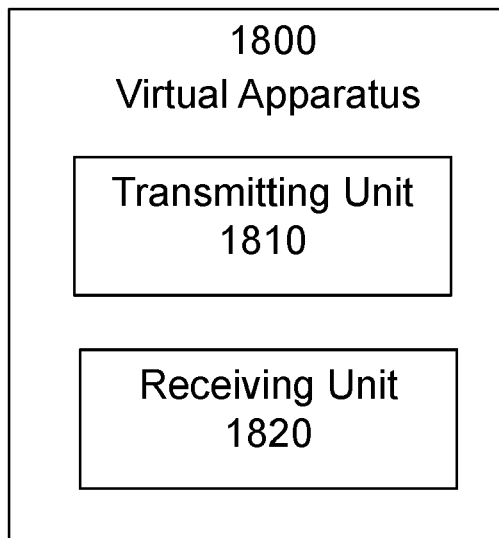 1800
Virtual Apparatus
Transmitting Unit
1810
Receiving Unit
1820